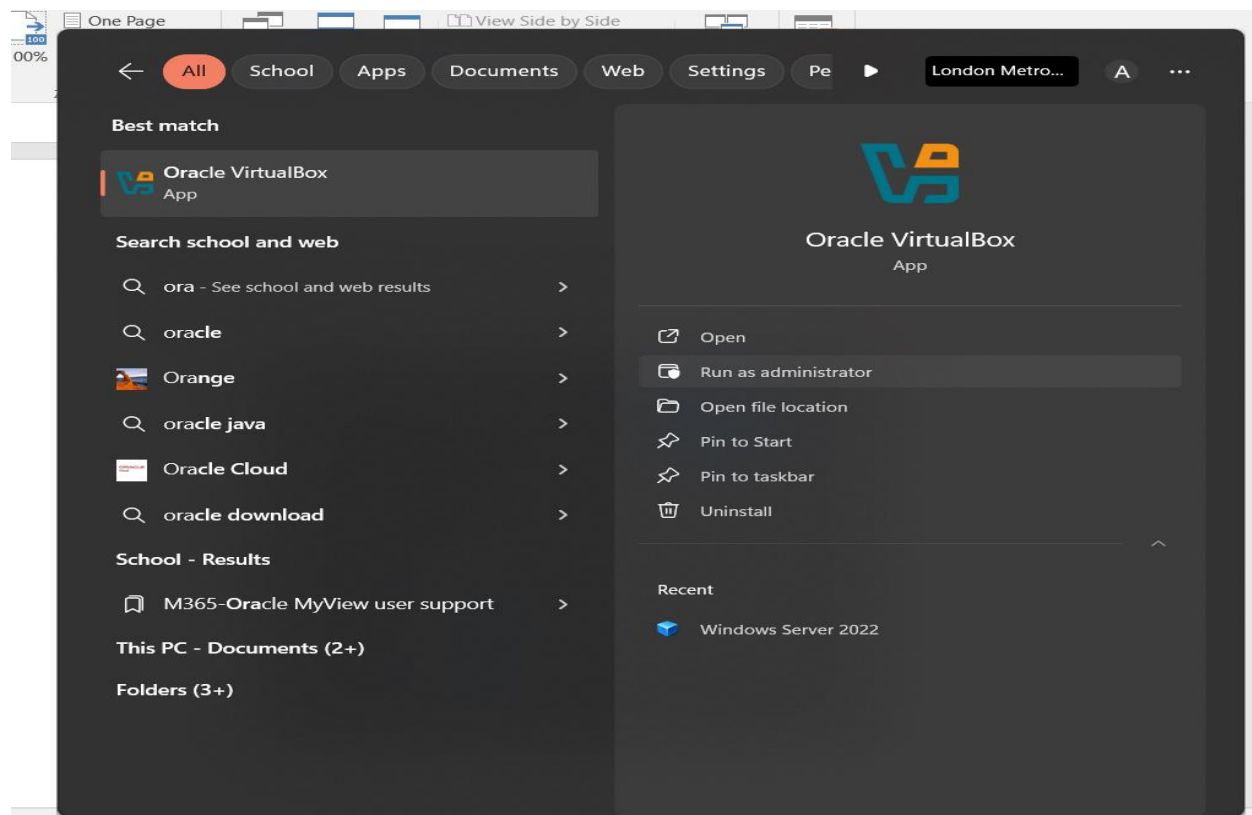 One Page
View Side by Side
100
00%
All
School
Apps
Documents
Web
Settings
Pe
London Metro...
A
Best match
Oracle VirtualBox
App
Search school and web
ora - See school and web results
oracle
Orange
oracle java
Oracle Cloud
oracle download
School - Results
M365-Oracle MyView user support
This PC - Documents (2+)
Folders (3+)
Oracle VirtualBox
App
Open
Run as administrator
Open file location
Pin to Start
Pin to taskbar
Uninstall
Recent
Windows Server 2022